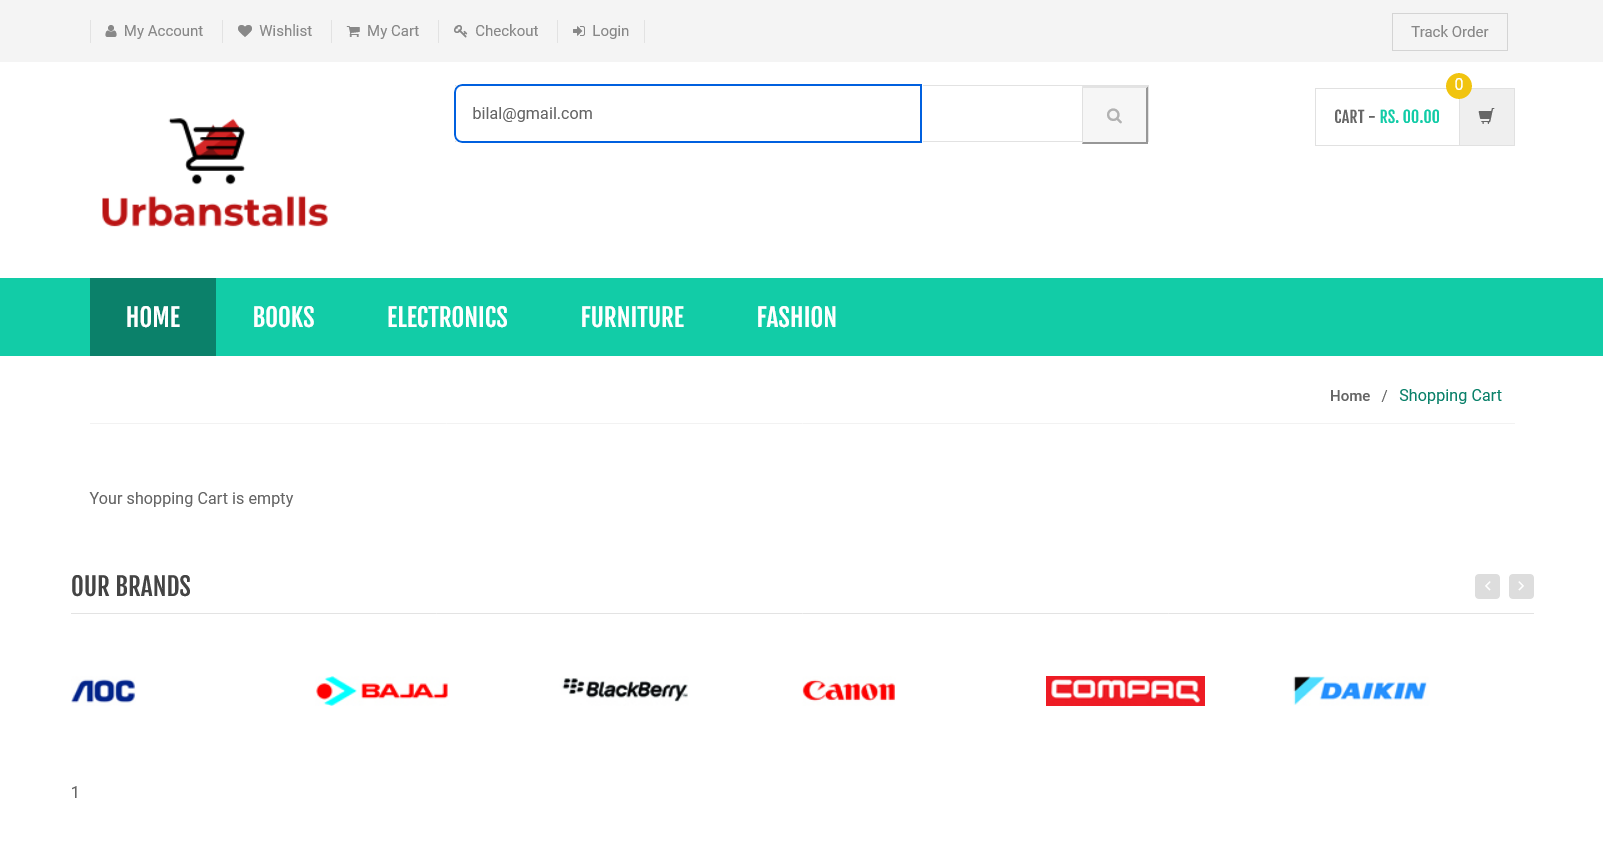 My Account Wishlist My Cart Checkout Login Track Order
bilal@gmail.com
0
CART - RS. 00.00
Urbanstalls
HOME BOOKS ELECTRONICS FURNITURE FASHION
Home / Shopping Cart
Your shopping Cart is empty
OUR BRANDS
AOC BAJAJ BlackBerry. Canon COMPAQ DAIKIN
1